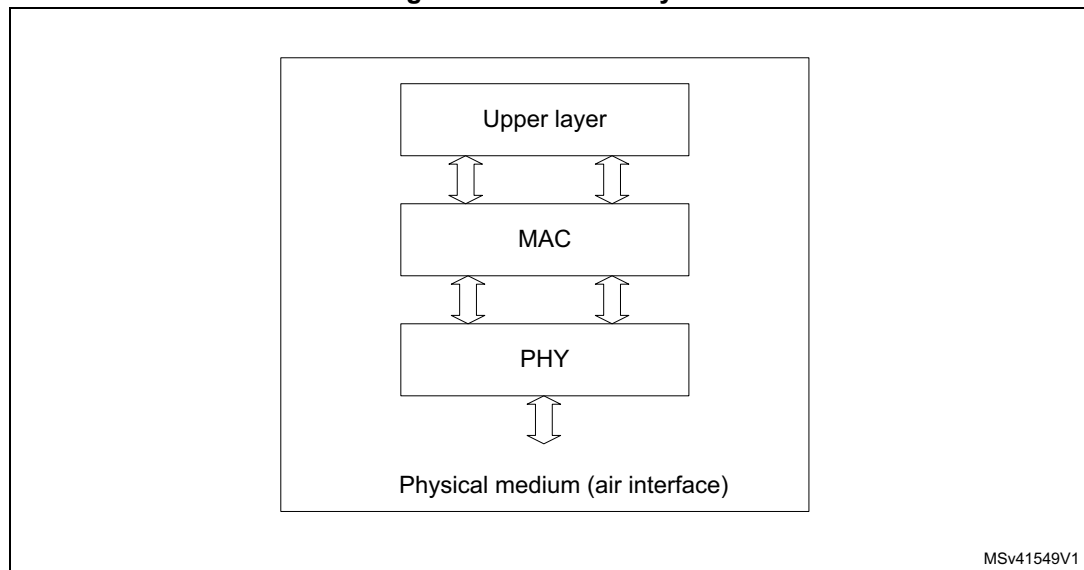 Upper layer
MAC
PHY
Physical medium (air interface)
MSv41549V1